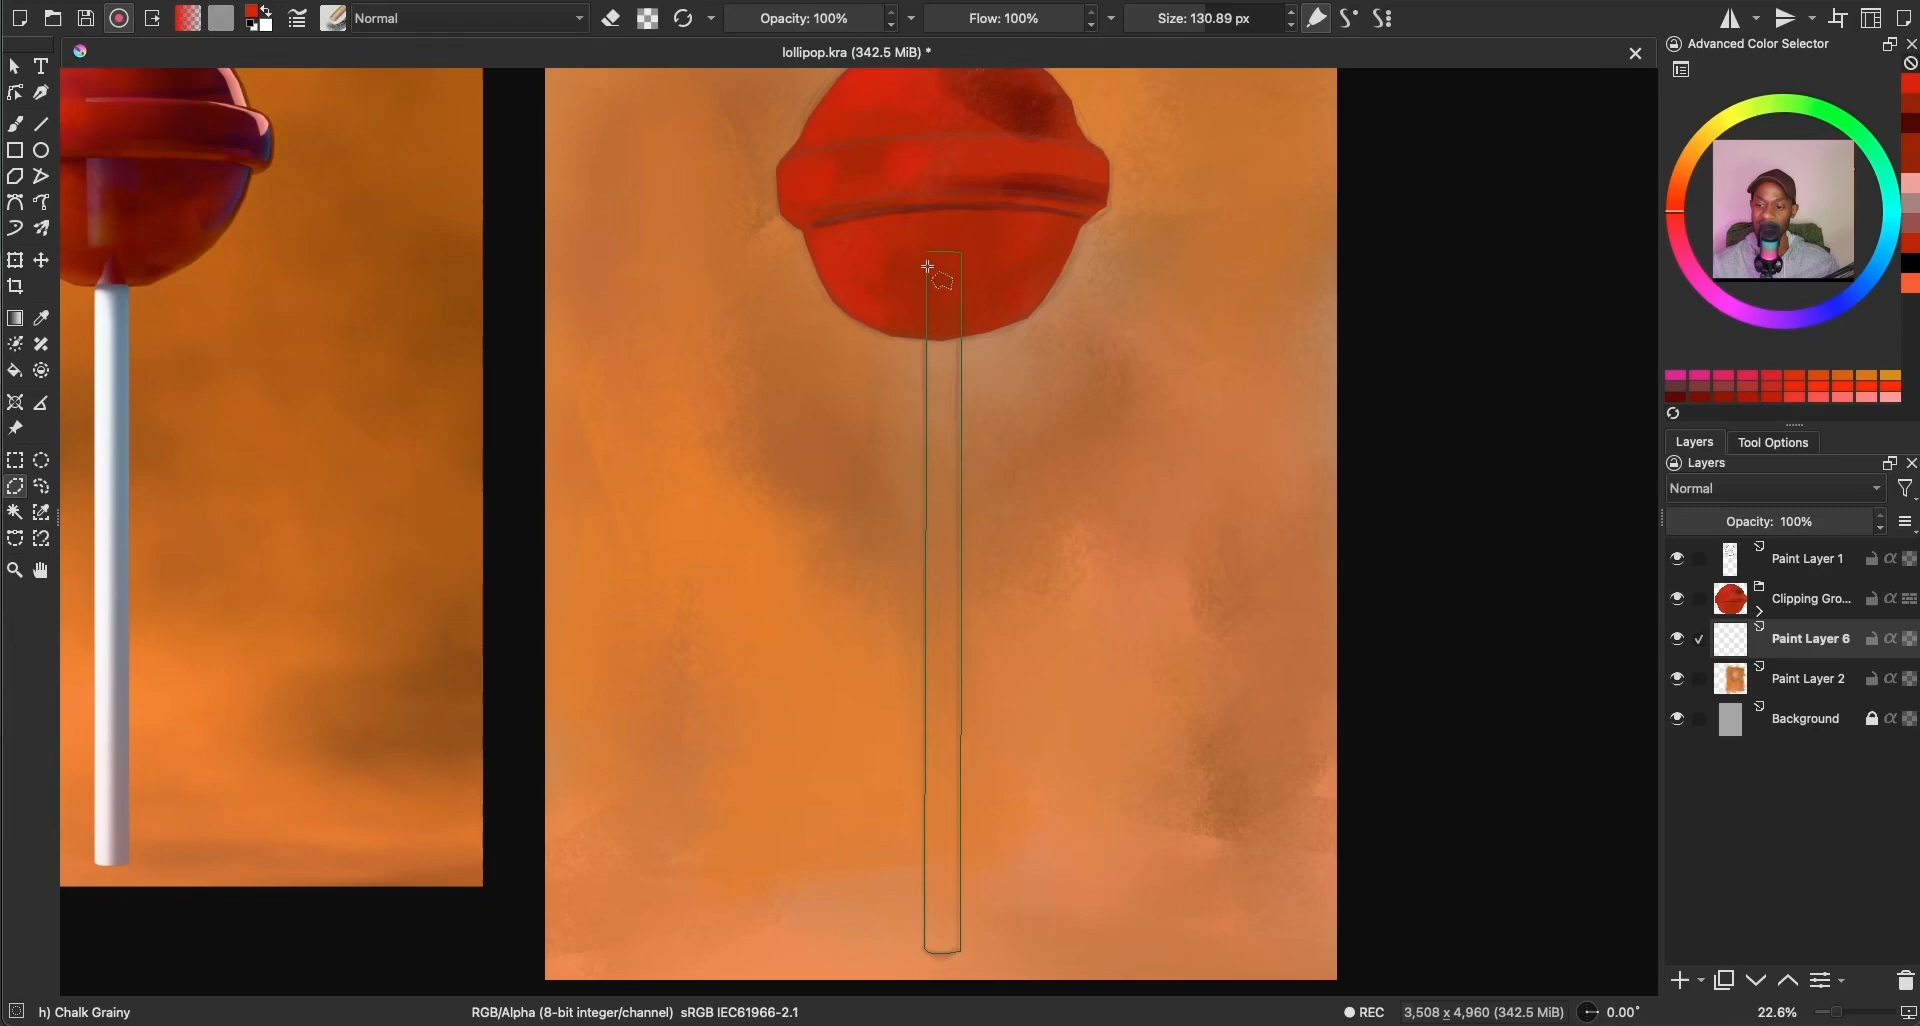 Normal
Opacity: 100%
Flow: 100%
Size: 130.89 px
lollipop.kra (342.5 MiB) *
Advanced Color Selector
Layers
Tool Options
Layers
Normal
Opacity: 100%
Paint Layer 1
Clipping Gro...
Paint Layer 6
Paint Layer 2
Background
h) Chalk Grainy
RGB/Alpha (8-bit integer/channel) sRGB IEC61966-2.1
REC
3,508 x 4,960 (342.5 MiB)
0.00°
22.6%